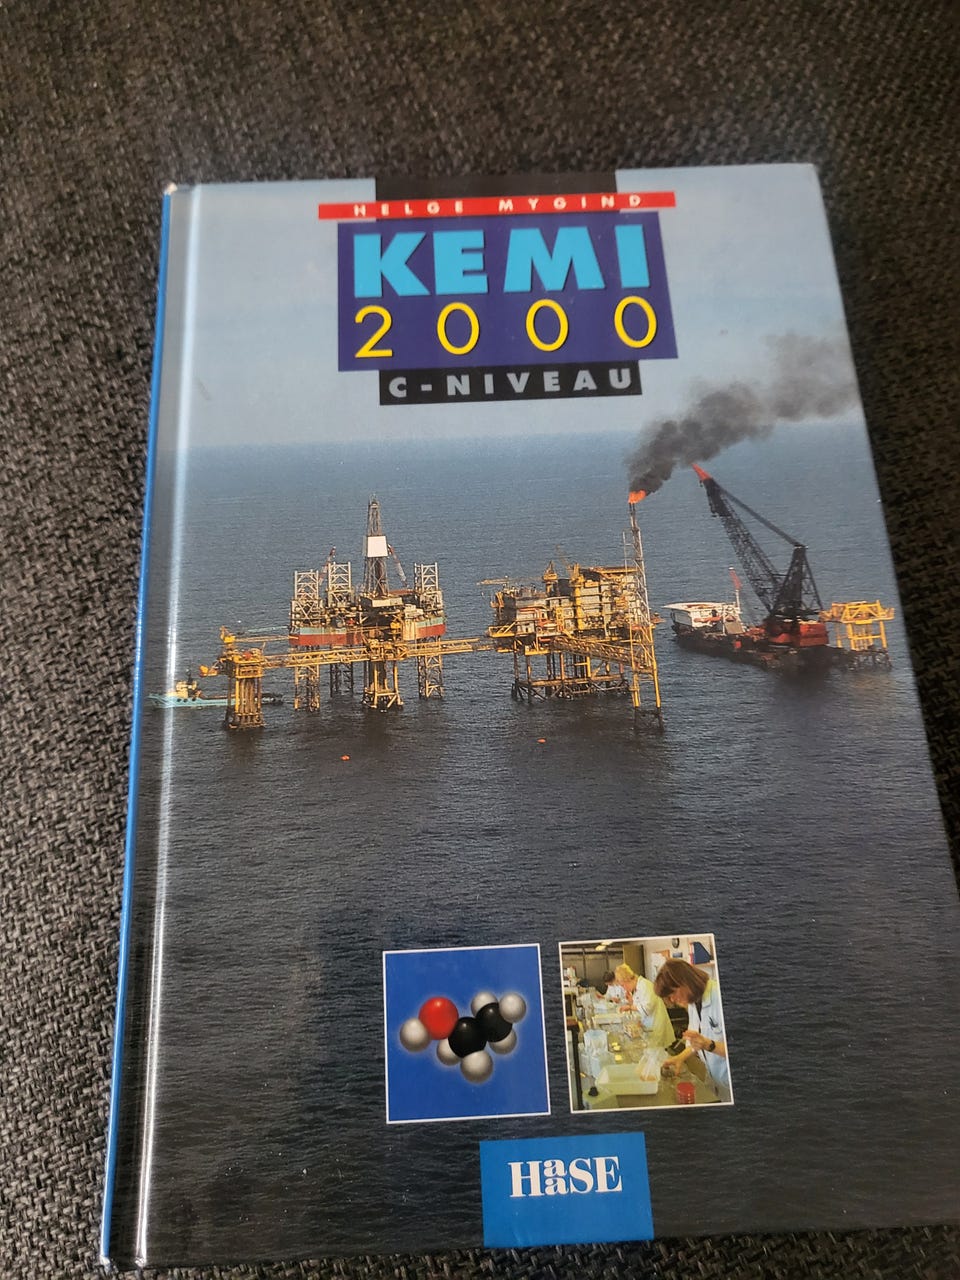 HELGE MYGIND
KEMI
2000
C-NIVEAU
HaaSE